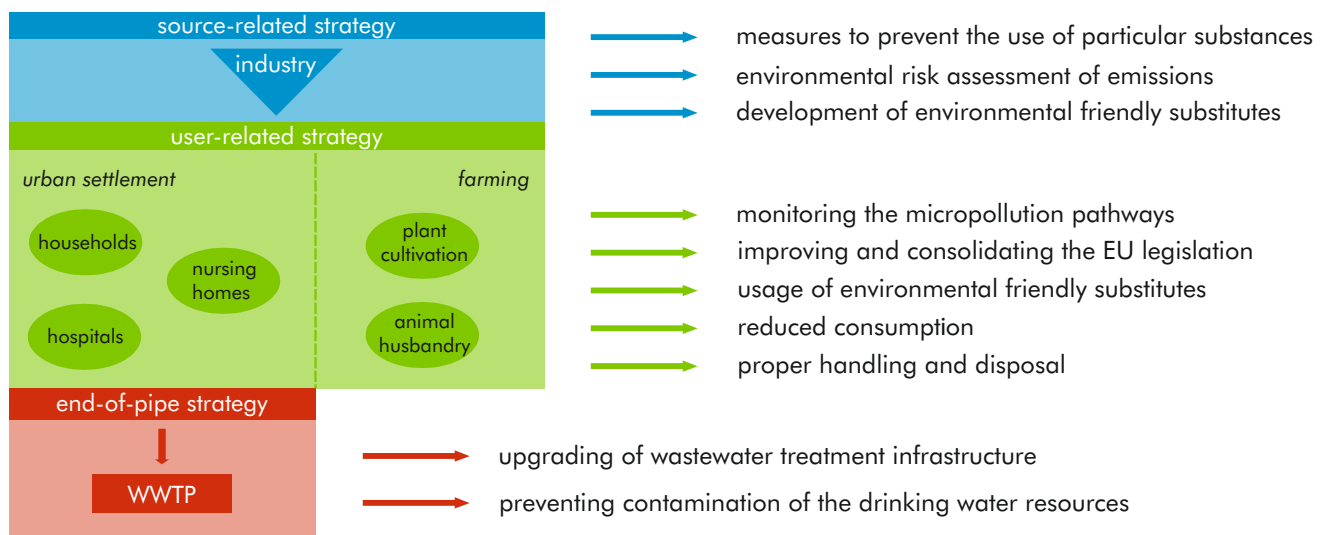 source-related strategy
industry
measures to prevent the use of particular substances
environmental risk assessment of emissions
development of environmental friendly substitutes
user-related strategy
urban settlement
farming
households
nursing
homes
hospitals
plant
cultivation
animal
husbandry
monitoring the micropollution pathways
improving and consolidating the EU legislation
usage of environmental friendly substitutes
reduced consumption
proper handling and disposal
end-of-pipe strategy
WWTP
upgrading of wastewater treatment infrastructure
preventing contamination of the drinking water resources